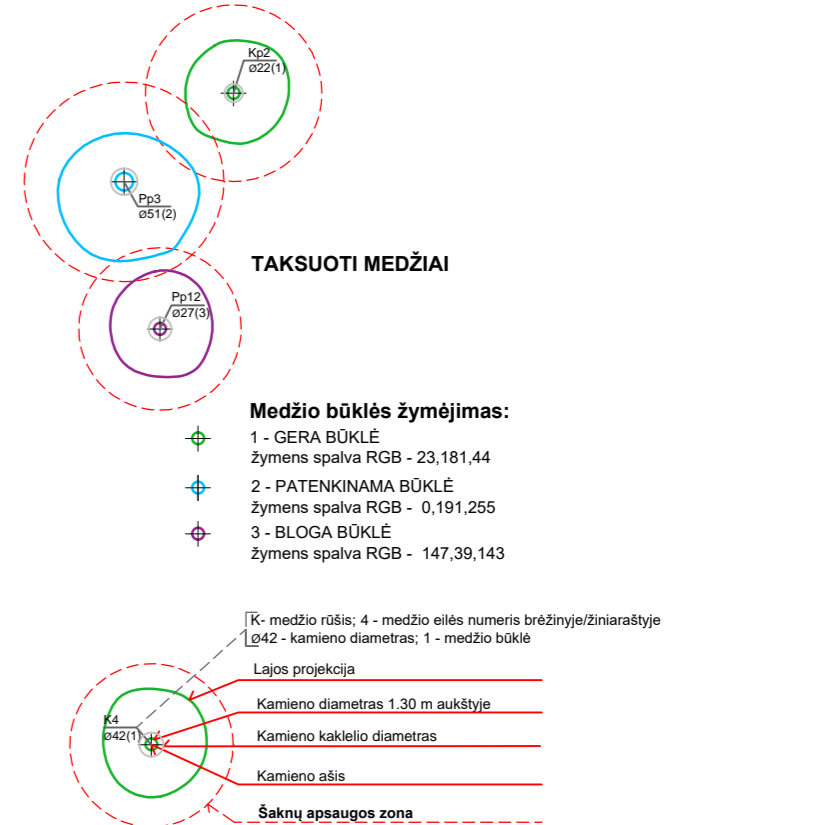 Kp2
Ø22(1)
Pp3
Ø51(2)
TAKSUOTI MEDŽIAI
Pp12
Ø27(3)
Medžio būklės žymėjimas:
1 - GERA BŪKLĖ
žymens spalva RGB - 23,181,44
2 - PATENKINAMA BŪKLĖ
žymens spalva RGB - 0,191,255
3 - BLOGA BŪKLĖ
žymens spalva RGB - 147,39,143
K- medžio rūšis; 4 - medžio eilės numeris brėžinyje/žiniaraštyje
Ø42 - kamieno diametras; 1 - medžio būklė
Lajos projekcija
Kamieno diametras 1.30 m aukštyje
K4
Ø42(1)
Kamieno kaklelio diametras
Kamieno ašis
Šaknų apsaugos zona